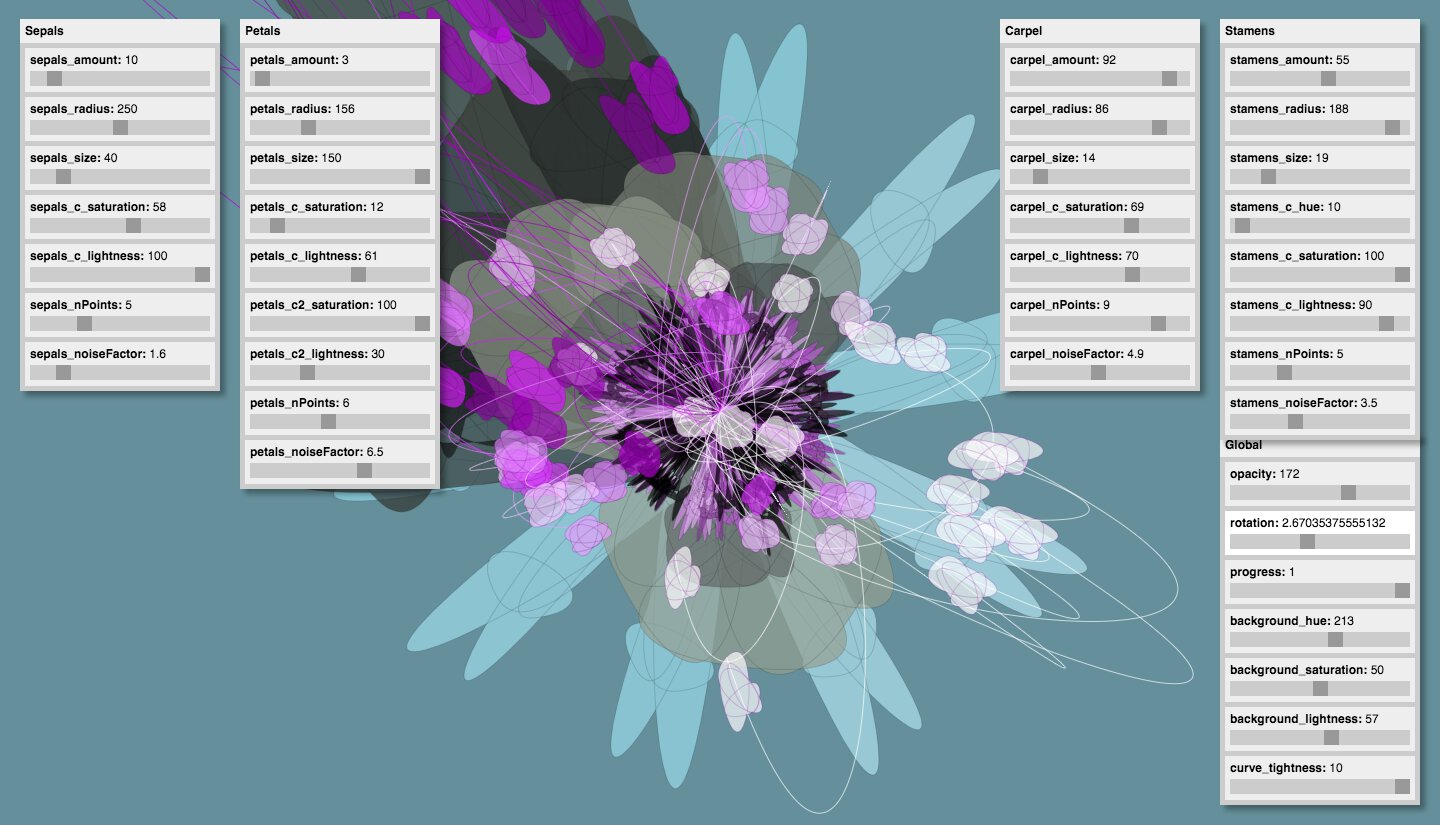 Sepals
sepals_amount: 10
sepals_radius: 250
sepals_size: 40
sepals_c_saturation: 58
sepals_c_lightness: 100
sepals_nPoints: 5
sepals_noiseFactor: 1.6
Petals
petals_amount: 3
petals_radius: 156
petals_size: 150
petals_c_saturation: 12
petals_c_lightness: 61
petals_c2_saturation: 100
petals_c2_lightness: 30
petals_nPoints: 6
petals_noiseFactor: 6.5
Carpel
carpel_amount: 92
carpel_radius: 86
carpel_size: 14
carpel_c_saturation: 69
carpel_c_lightness: 70
carpel_nPoints: 9
carpel_noiseFactor: 4.9
Stamens
stamens_amount: 55
stamens_radius: 188
stamens_size: 19
stamens_c_hue: 10
stamens_c_saturation: 100
stamens_c_lightness: 90
stamens_nPoints: 5
stamens_noiseFactor: 3.5
Global
opacity: 172
rotation: 2.67035375555132
progress: 1
background_hue: 213
background_saturation: 50
background_lightness: 57
curve_tightness: 10